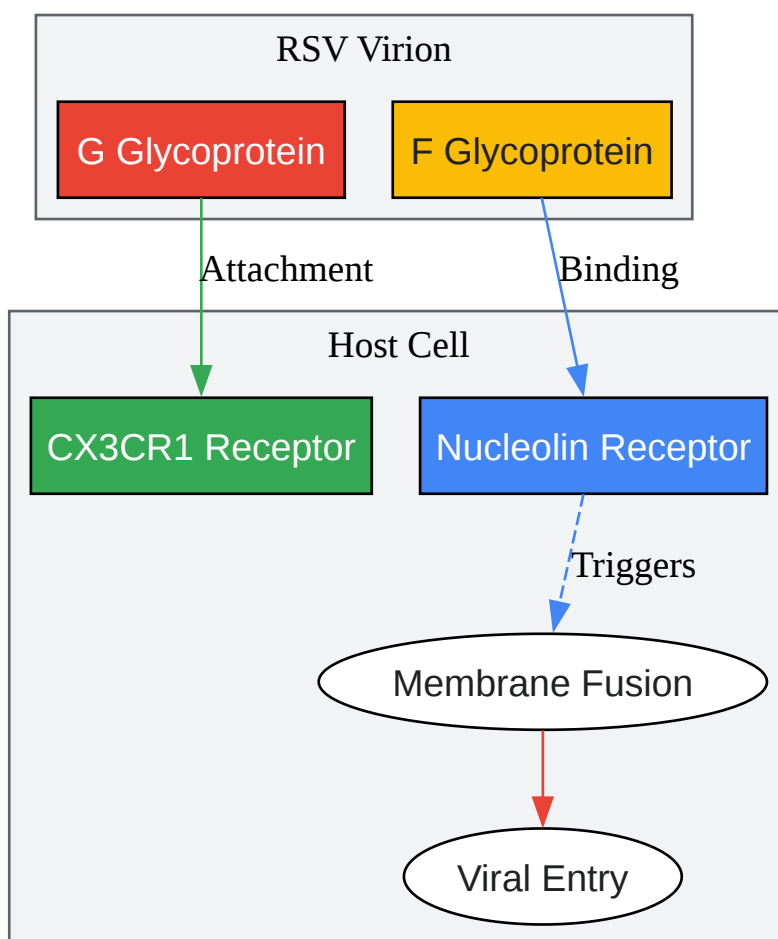 RSV Virion
G Glycoprotein
F Glycoprotein
Attachment
Binding
Host Cell
CX3CR1 Receptor
Nucleolin Receptor
Triggers
Membrane Fusion
Viral Entry